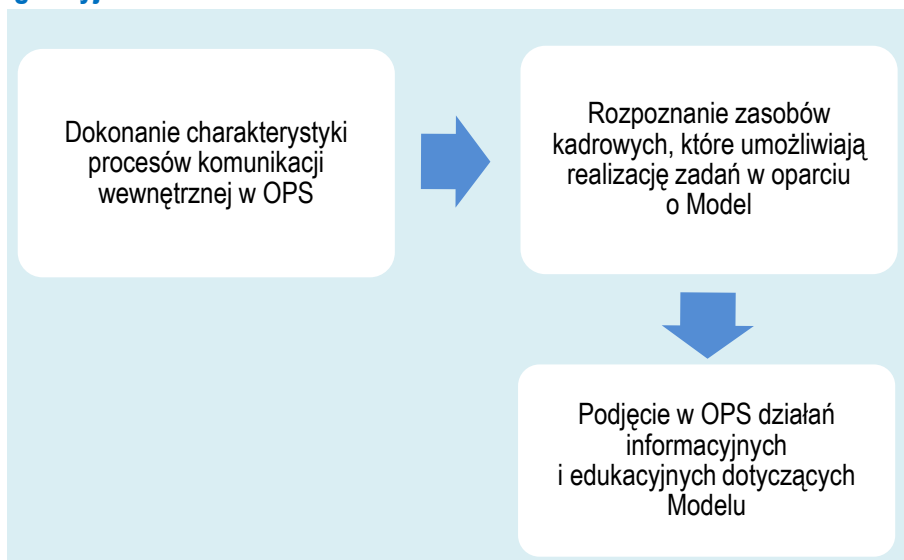 Dokonanie charakterystyki
procesów komunikacji
wewnętrznej w OPS
Rozpoznanie zasobów
kadrowych, które umożliwiają
realizację zadań w oparciu
o Model
Podjęcie w OPS działań
informacyjnych
i edukacyjnych dotyczących
Modelu